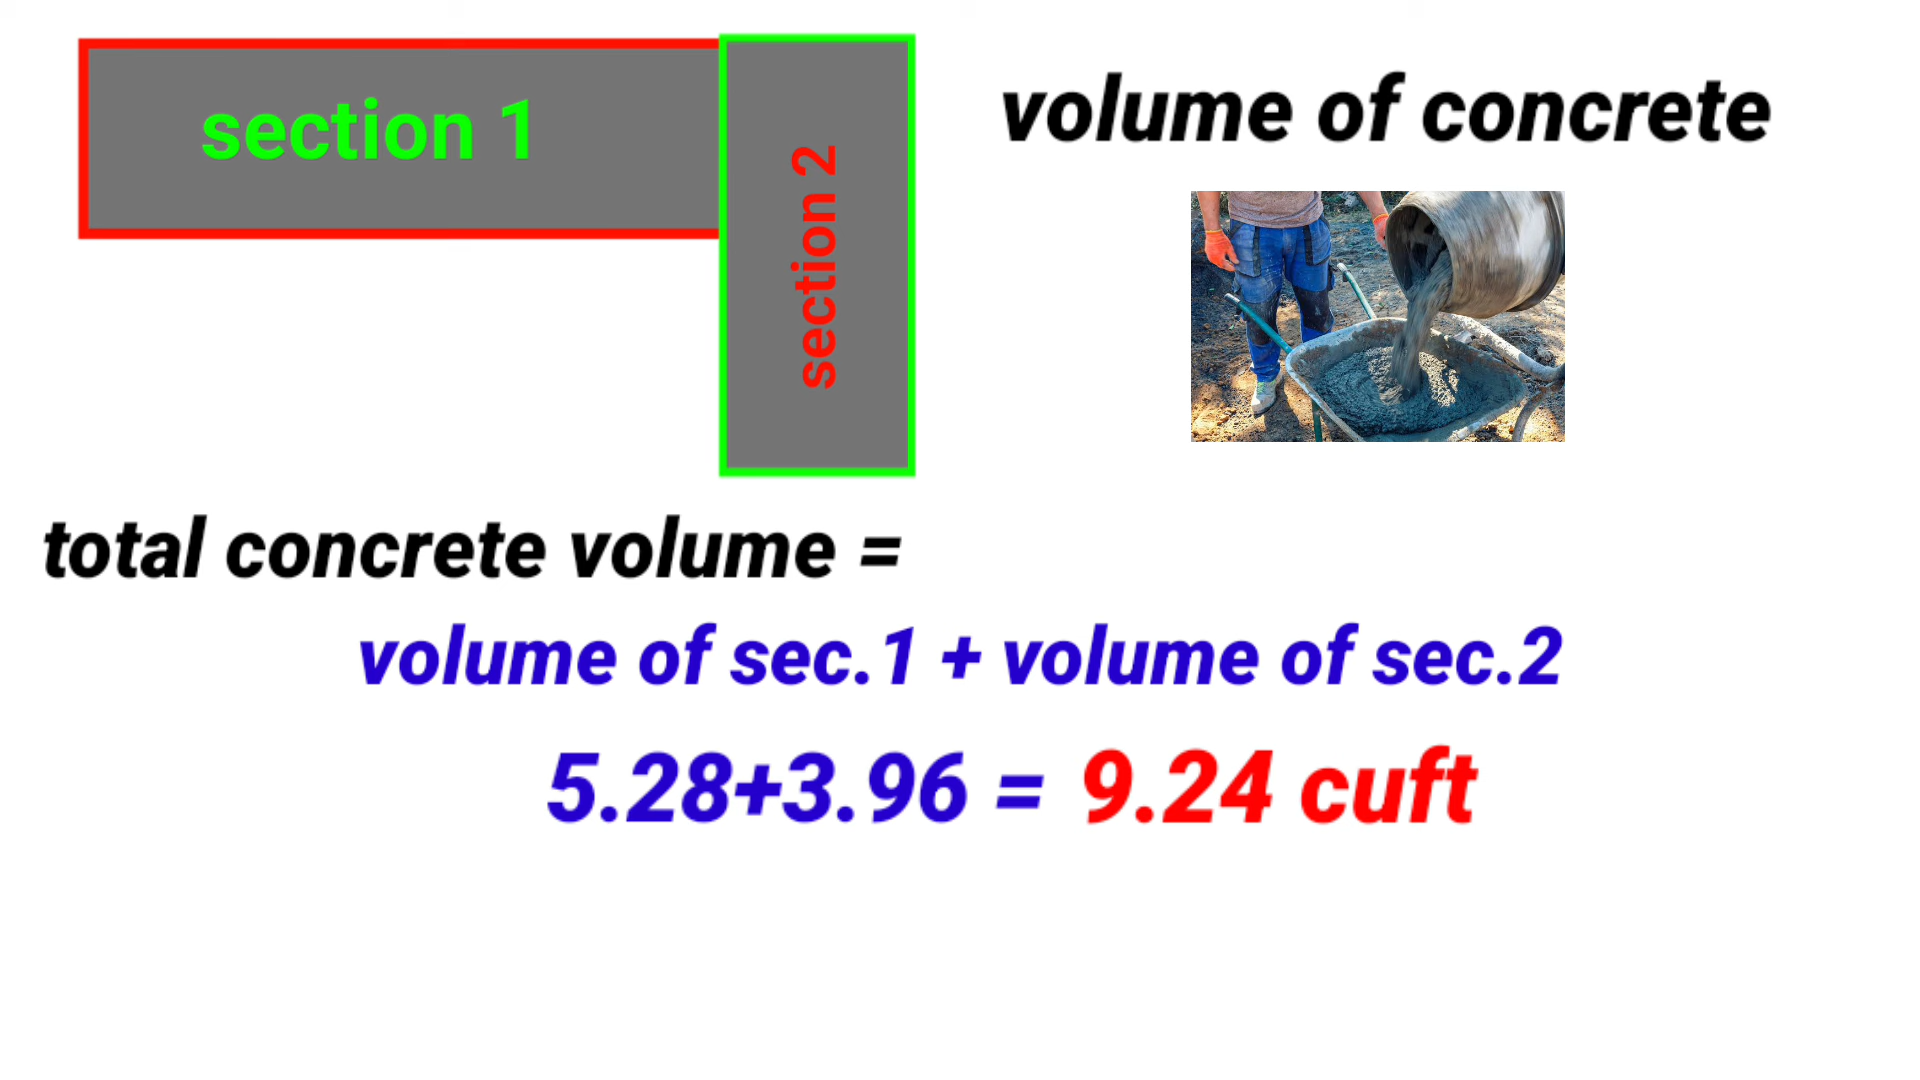 section 1
section 2
volume of concrete
total concrete volume =
volume of sec.1 + volume of sec.2
5.28+3.96 = 9.24 cuft